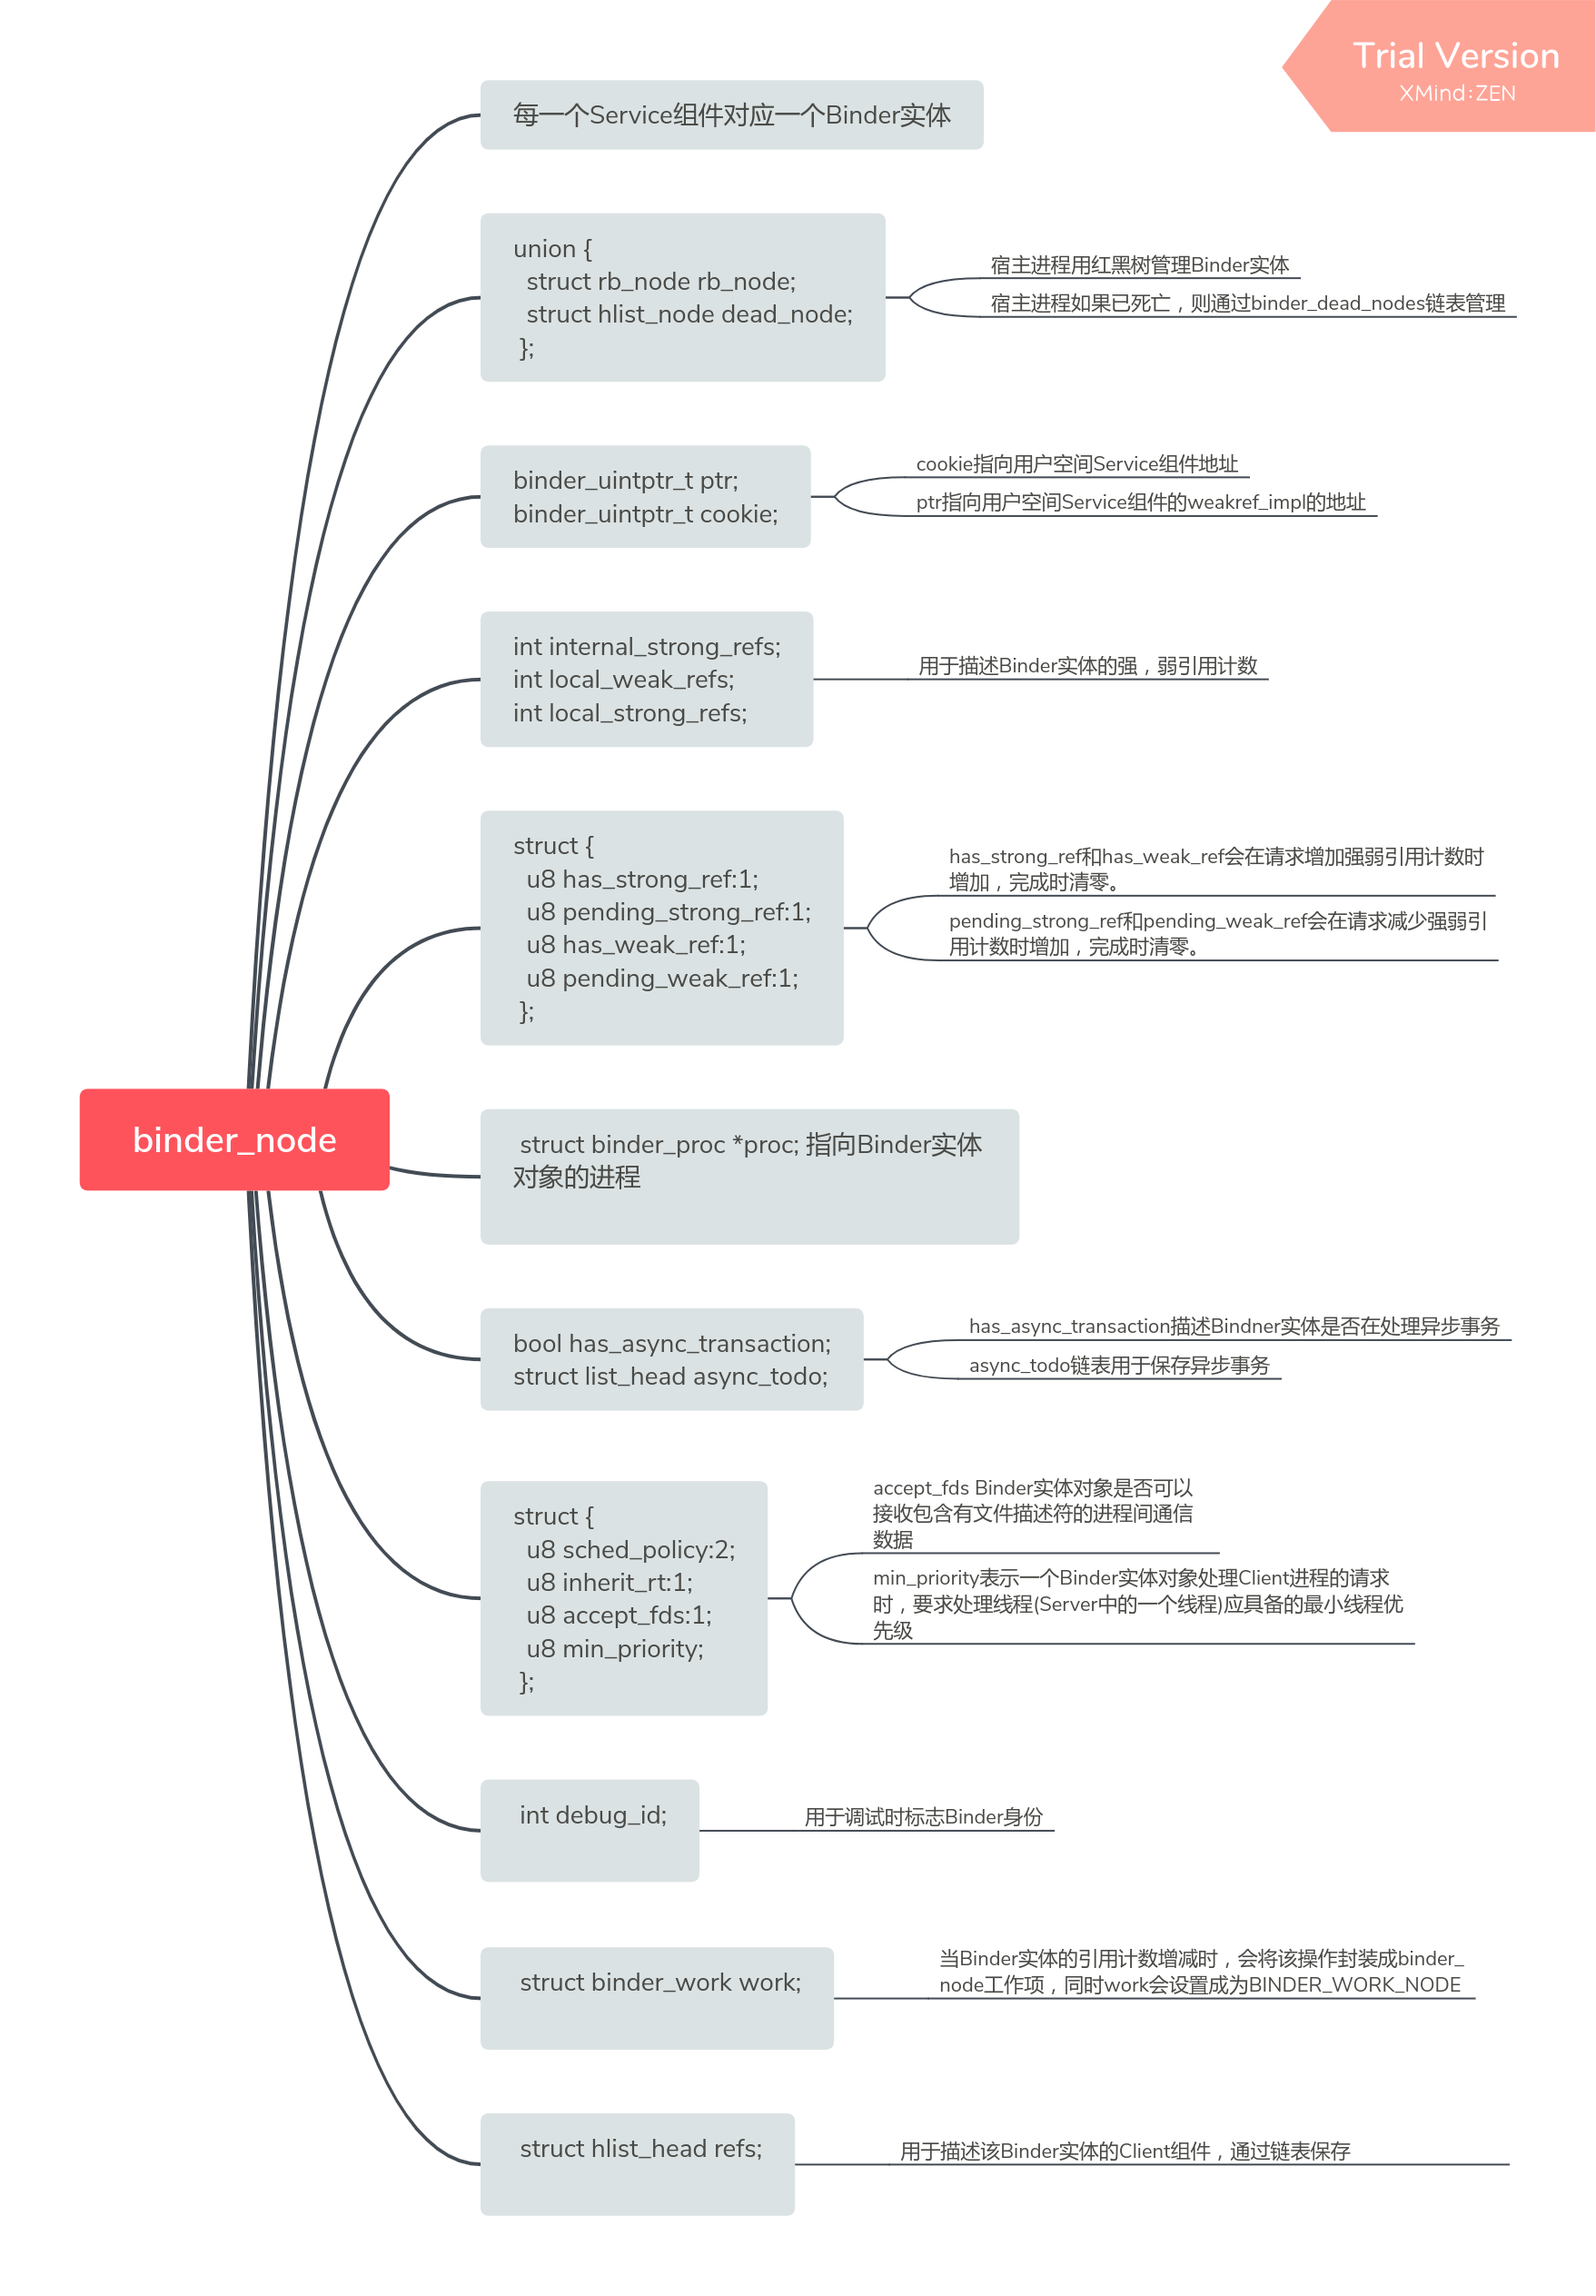 Trial Version
XMind:ZEN
每一个Service组件对应一个Binder实体
union {
struct rb_node rb_node;
struct hlist_node dead_node;
};
宿主进程用红黑树管理Binder实体
宿主进程如果已死亡，则通过binder_dead_nodes链表管理
binder_uintptr_t ptr;
binder_uintptr_t cookie;
cookie指向用户空间Service组件地址
ptr指向用户空间Service组件的weakref_impl的地址
int internal_strong_refs;
int local_weak_refs;
int local_strong_refs;
用于描述Binder实体的强，弱引用计数
struct {
u8 has_strong_ref:1;
u8 pending_strong_ref:1;
u8 has_weak_ref:1;
u8 pending_weak_ref:1;
};
has_strong_ref和has_weak_ref会在请求增加强弱引用计数时
增加，完成时清零。
pending_strong_ref和pending_weak_ref会在请求减少强弱引
用计数时增加，完成时清零。
binder_node
struct binder_proc *proc; 指向Binder实体
对象的进程
bool has_async_transaction;
struct list_head async_todo;
has_async_transaction描述Bindner实体是否在处理异步事务
async_todo链表用于保存异步事务
struct {
u8 sched_policy:2;
u8 inherit_rt:1;
u8 accept_fds:1;
u8 min_priority;
};
accept_fds Binder实体对象是否可以
接收包含有文件描述符的进程间通信
数据
min_priority表示一个Binder实体对象处理Client进程的请求
时，要求处理线程(Server中的一个线程)应具备的最小线程优
先级
int debug_id;
用于调试时标志Binder身份
struct binder_work work;
当Binder实体的引用计数增减时，会将该操作封装成binder_
node工作项，同时work会设置成为BINDER_WORK_NODE
struct hlist_head refs;
用于描述该Binder实体的Client组件，通过链表保存